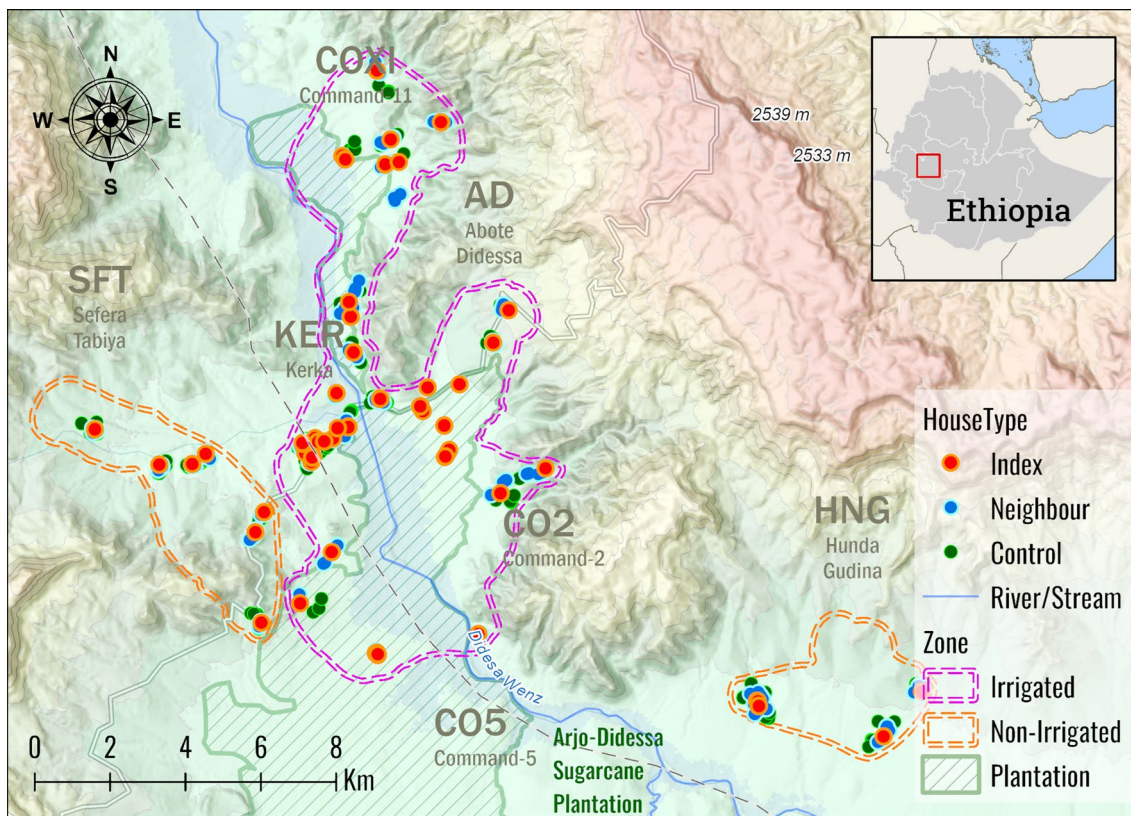 N
W
E
S
COXI
Command-11
2539 m
2533 m
Ethiopia
AD
Abote
Didessa
SFT
Sefera
Tabiya
KER
Kerka
CO2
Command-2
HNG
Hunda
Gudina
Didesa Wenz
CO5
Command-5
Arjo-Didessa
Sugarcane
Plantation
0 2 4 6 8
Km
HouseType
Index
Neighbour
Control
River/Stream
Zone
Irrigated
Non-Irrigated
Plantation